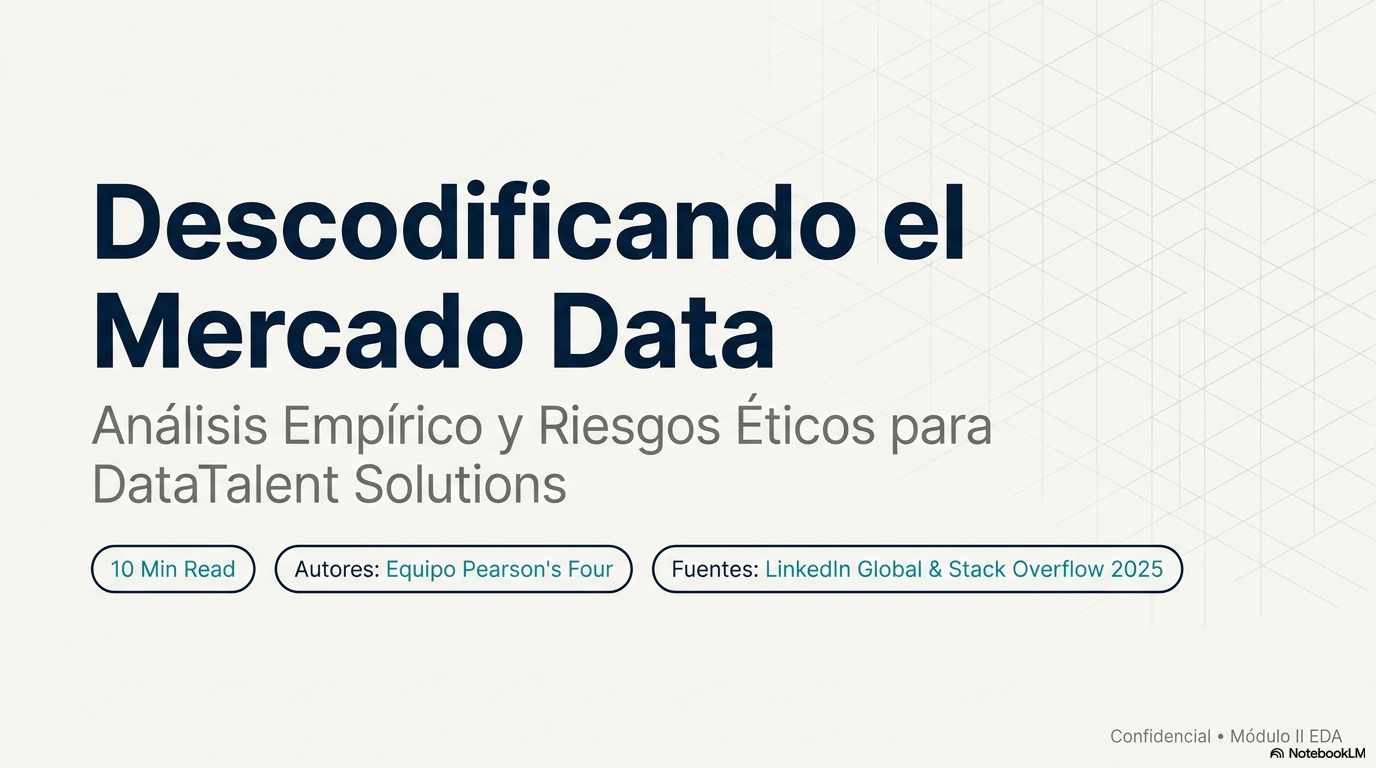 Descodificando el
Mercado Data
Análisis Empírico y Riesgos Éticos para
DataTalent Solutions
10 Min Read
Autores: Equipo Pearson's Four
Fuentes: LinkedIn Global & Stack Overflow 2025
Confidencial • Módulo II EDA
NotebookLM